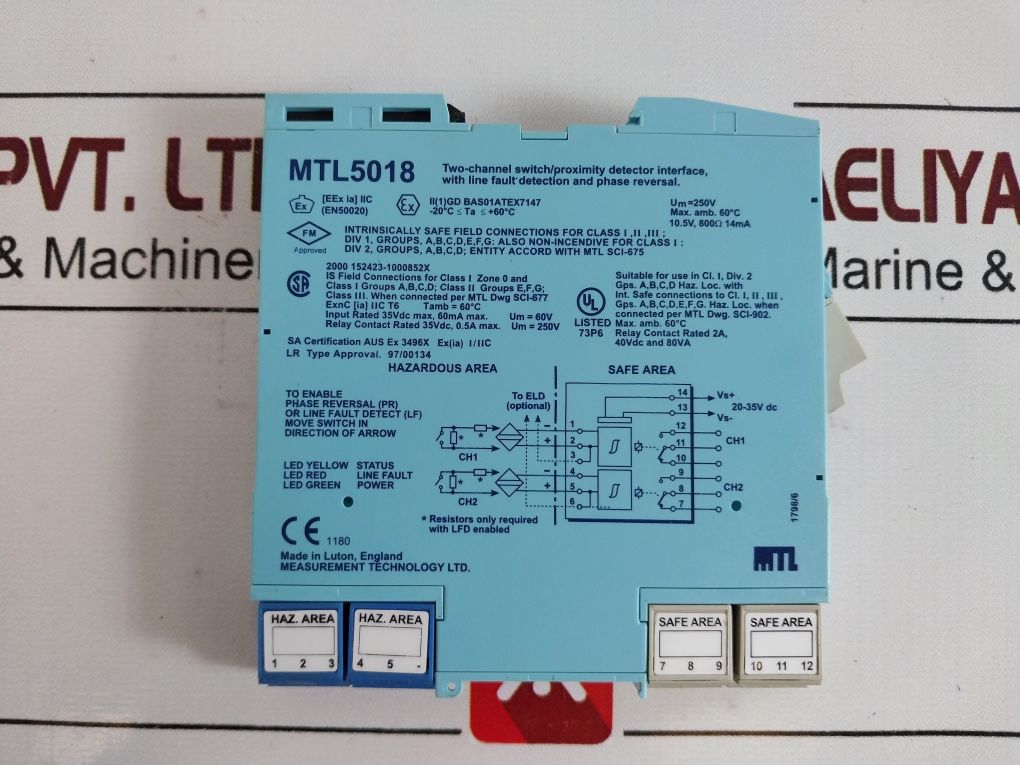 PVT. LT
ELIYA
& Machine
Marine &
MTL5018
Two-channel switch/proximity detector interface,
with line fault detection and phase reversal.
Ex
[EEx ia] IIC
(EN50020)
Ex
II(1)GD BAS01ATEX7147
-20°C ≤ Ta ≤ +60°C
Um=250V
Max. amb. 60°C
10.5V, 800Ω 14mA
FM
Approved
INTRINSICALLY SAFE FIELD CONNECTIONS FOR CLASS I ,II ,III ;
DIV 1, GROUPS, A,B,C,D,E,F,G: ALSO NON-INCENDIVE FOR CLASS I :
DIV 2, GROUPS, A,B,C,D; ENTITY ACCORD WITH MTL SCI-675
SA
2000 152423-1000852X
IS Field Connections for Class I Zone 0 and
Class I Groups A,B,C,D; Class II Groups E,F,G;
Class III. When connected per MTL Dwg SCI-677
ExnC [ia] IIC T6 Tamb = 60°C
Input Rated 35Vdc max, 60mA max. Um = 60V
Relay Contact Rated 35Vdc, 0.5A max. Um = 250V
UL
LISTED
73P6
Suitable for use in Cl. I, Div. 2
Gps. A,B,C,D Haz. Loc. with
Int. Safe connections to Cl. I, II , III ,
Gps. A,B,C,D,E,F,G. Haz. Loc. when
connected per MTL Dwg. SCI-902.
Max. amb. 60°C
Relay Contact Rated 2A,
40Vdc and 80VA
SA Certification AUS Ex 3496X Ex(ia) I/IIC
LR Type Approval. 97/00134
HAZARDOUS AREA
SAFE AREA
TO ENABLE
PHASE REVERSAL (PR)
OR LINE FAULT DETECT (LF)
MOVE SWITCH IN
DIRECTION OF ARROW
LED YELLOW STATUS
LED RED LINE FAULT
LED GREEN POWER
To ELD
(optional)
14 Vs+
20-35V dc
13 Vs-
12
11 CH1
10
9
8 CH2
7
- 1
+ 2
3
- 4
+ 5
6
* *
CH1
* *
CH2
* Resistors only required
with LFD enabled
1798/6
CE 1180
Made in Luton, England
MEASUREMENT TECHNOLOGY LTD.
MTL
HAZ. AREA
1 2 3
HAZ. AREA
4 5 -
SAFE AREA
7 8 9
SAFE AREA
10 11 12